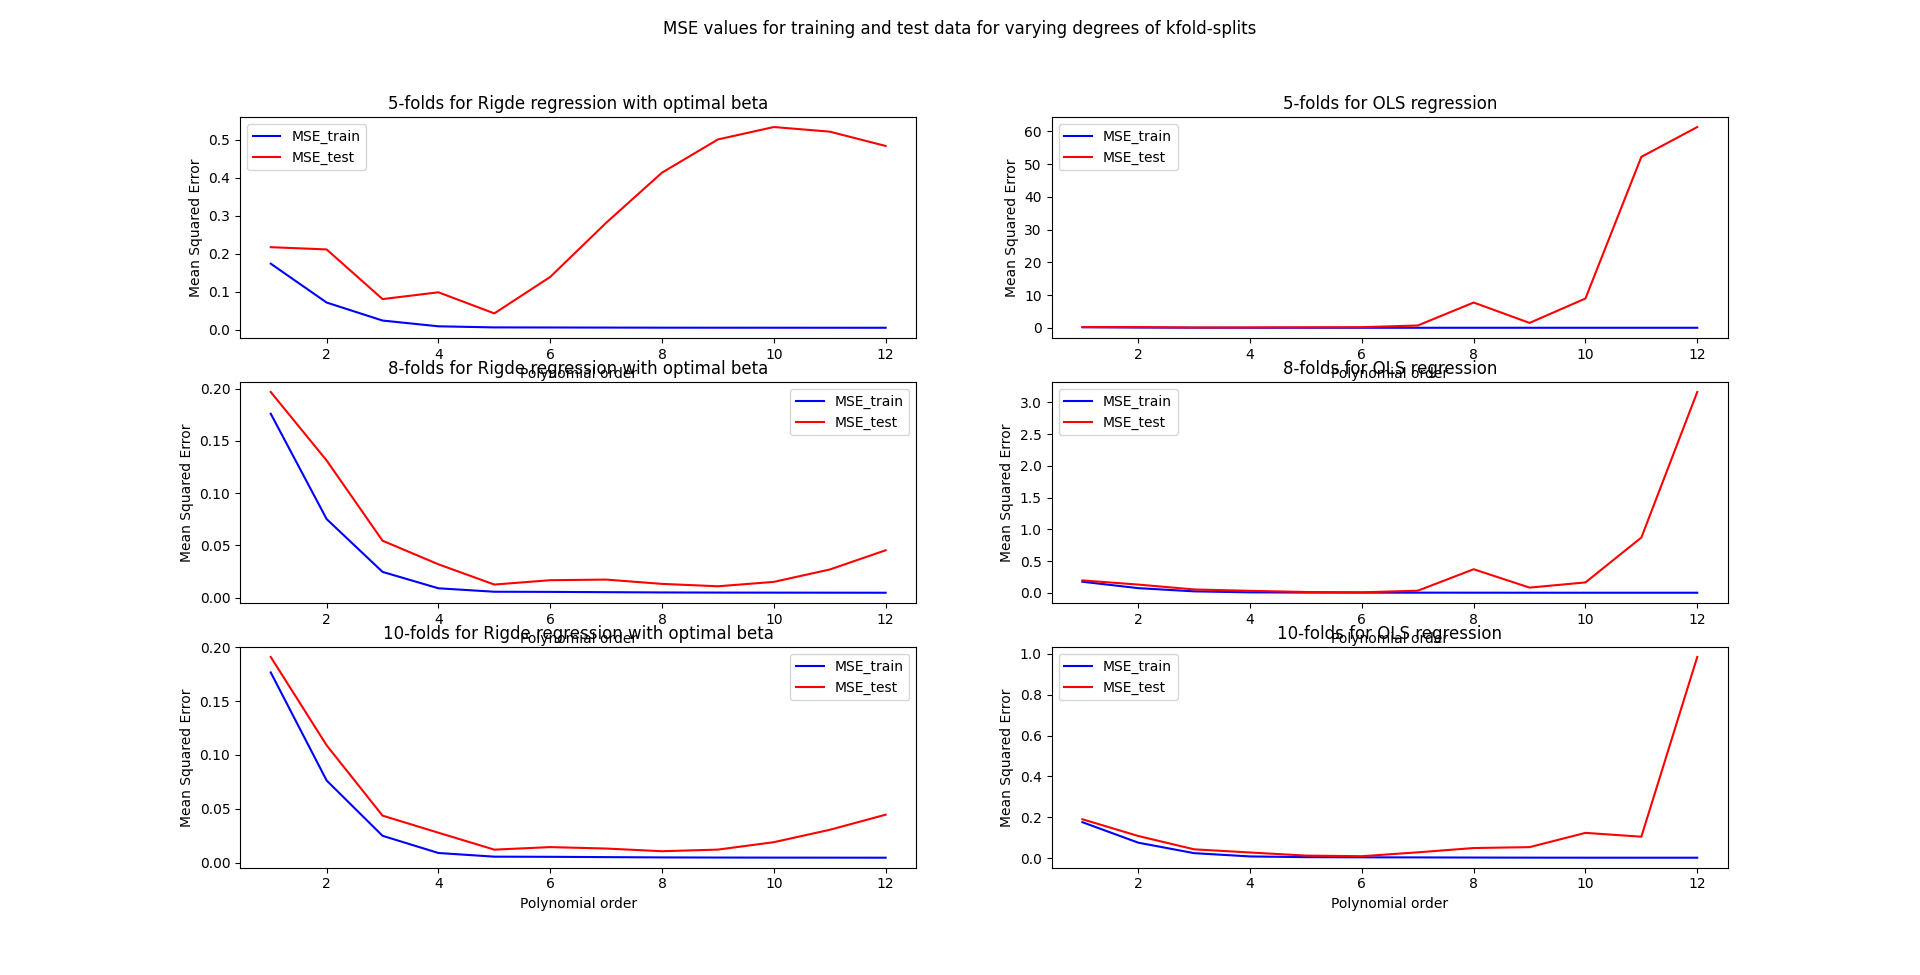 MSE values for training and test data for varying degrees of kfold-splits
5-folds for Rigde regression with optimal beta
MSE_train
MSE_test
Mean Squared Error
0.5
0.4
0.3
0.2
0.1
0.0
2 4 6 8 10 12
Polynomial order
5-folds for OLS regression
MSE_train
MSE_test
Mean Squared Error
60
50
40
30
20
10
0
2 4 6 8 10 12
Polynomial order
8-folds for Rigde regression with optimal beta
MSE_train
MSE_test
Mean Squared Error
0.20
0.15
0.10
0.05
0.00
2 4 6 8 10 12
Polynomial order
8-folds for OLS regression
MSE_train
MSE_test
Mean Squared Error
3.0
2.5
2.0
1.5
1.0
0.5
0.0
2 4 6 8 10 12
Polynomial order
10-folds for Rigde regression with optimal beta
MSE_train
MSE_test
Mean Squared Error
0.20
0.15
0.10
0.05
0.00
2 4 6 8 10 12
Polynomial order
10-folds for OLS regression
MSE_train
MSE_test
Mean Squared Error
1.0
0.8
0.6
0.4
0.2
0.0
2 4 6 8 10 12
Polynomial order